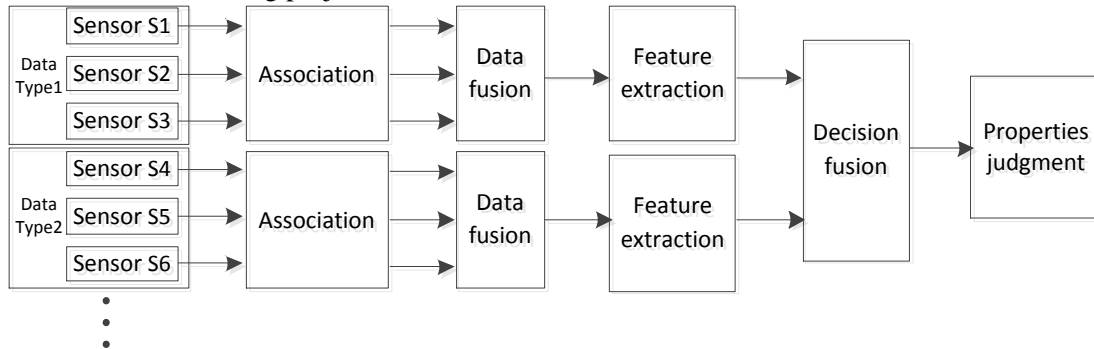 Sensor S1
Sensor S2
Sensor S3
Data
Type1
Association
Data
fusion
Feature
extraction
Sensor S4
Sensor S5
Sensor S6
Data
Type2
Association
Data
fusion
Feature
extraction
Decision
fusion
Properties
judgment